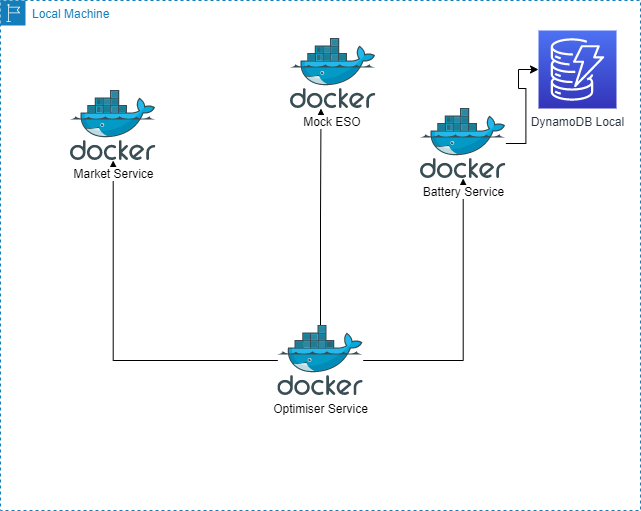 Local Machine
docker
Mock ESO
DynamoDB Local
docker
Market Service
docker
Battery Service
docker
Optimiser Service